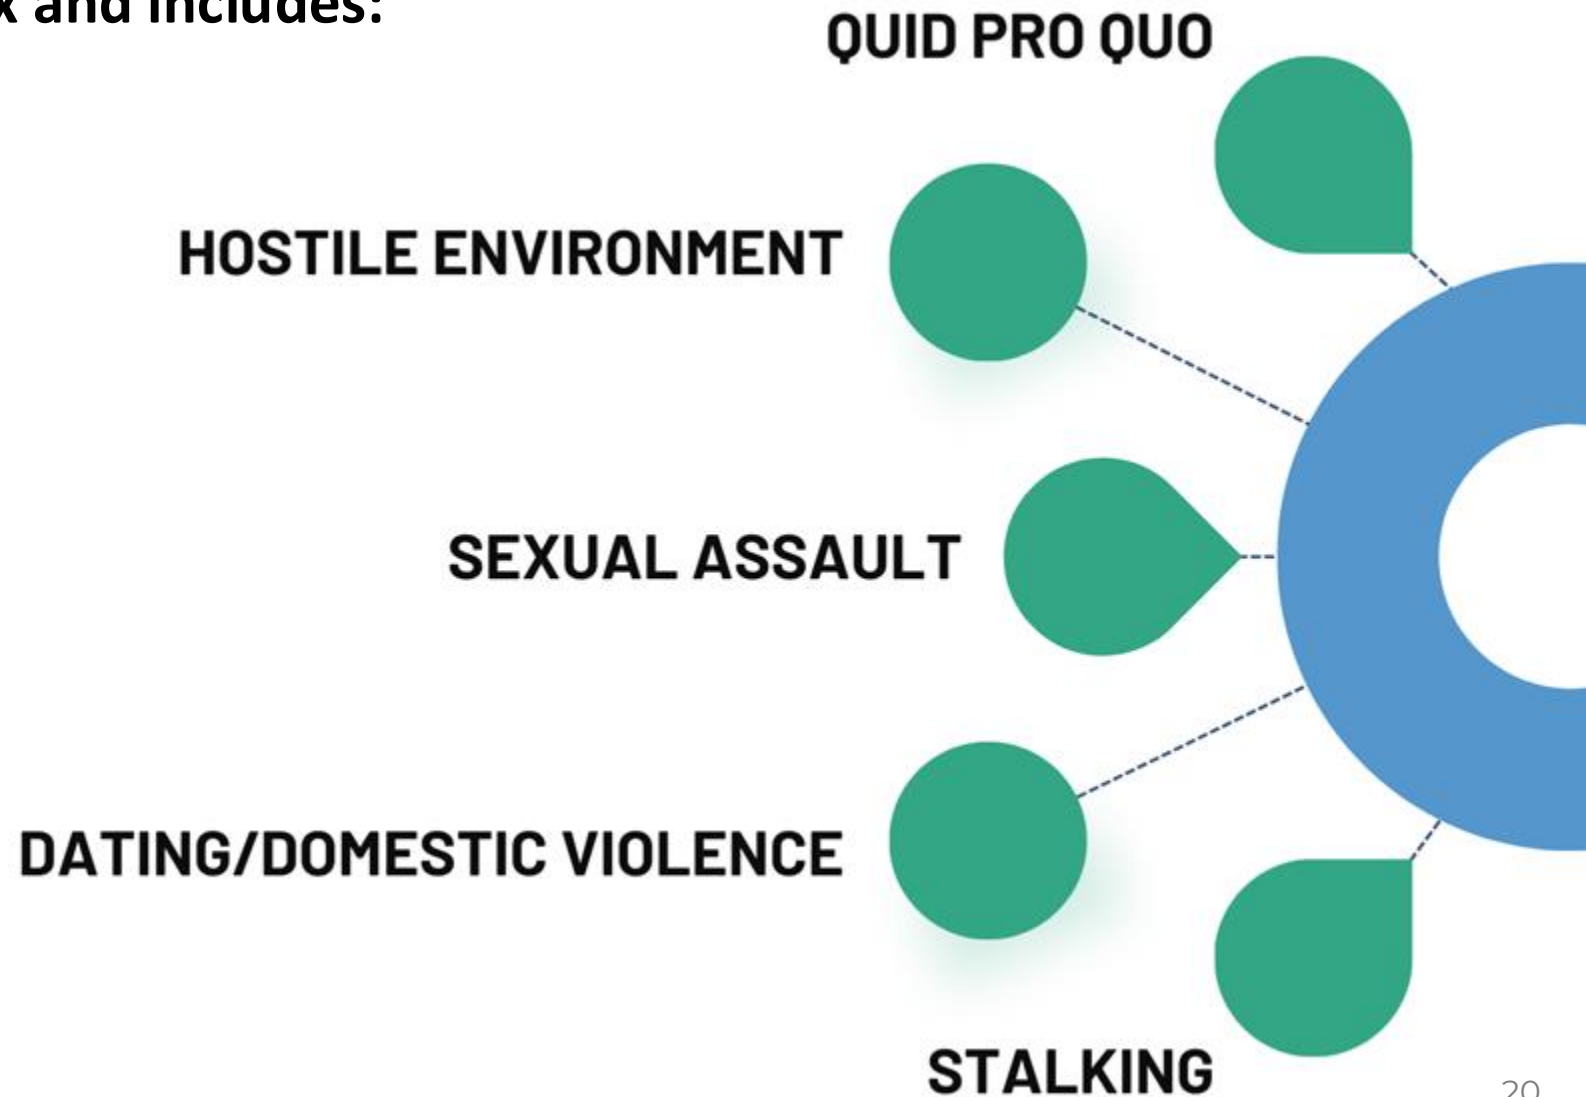 x and includes:
QUID PRO QUO
HOSTILE ENVIRONMENT
SEXUAL ASSAULT
DATING/DOMESTIC VIOLENCE
STALKING
20